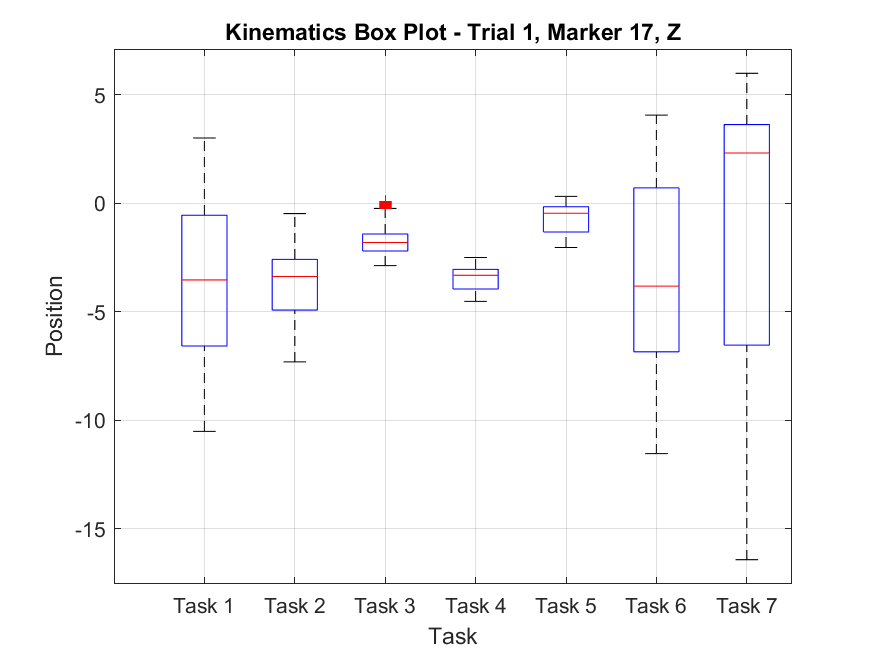 Kinematics Box Plot - Trial 1, Marker 17, Z
5
0
-5
-10
-15
Position
Task 1 Task 2 Task 3 Task 4 Task 5 Task 6 Task 7
Task